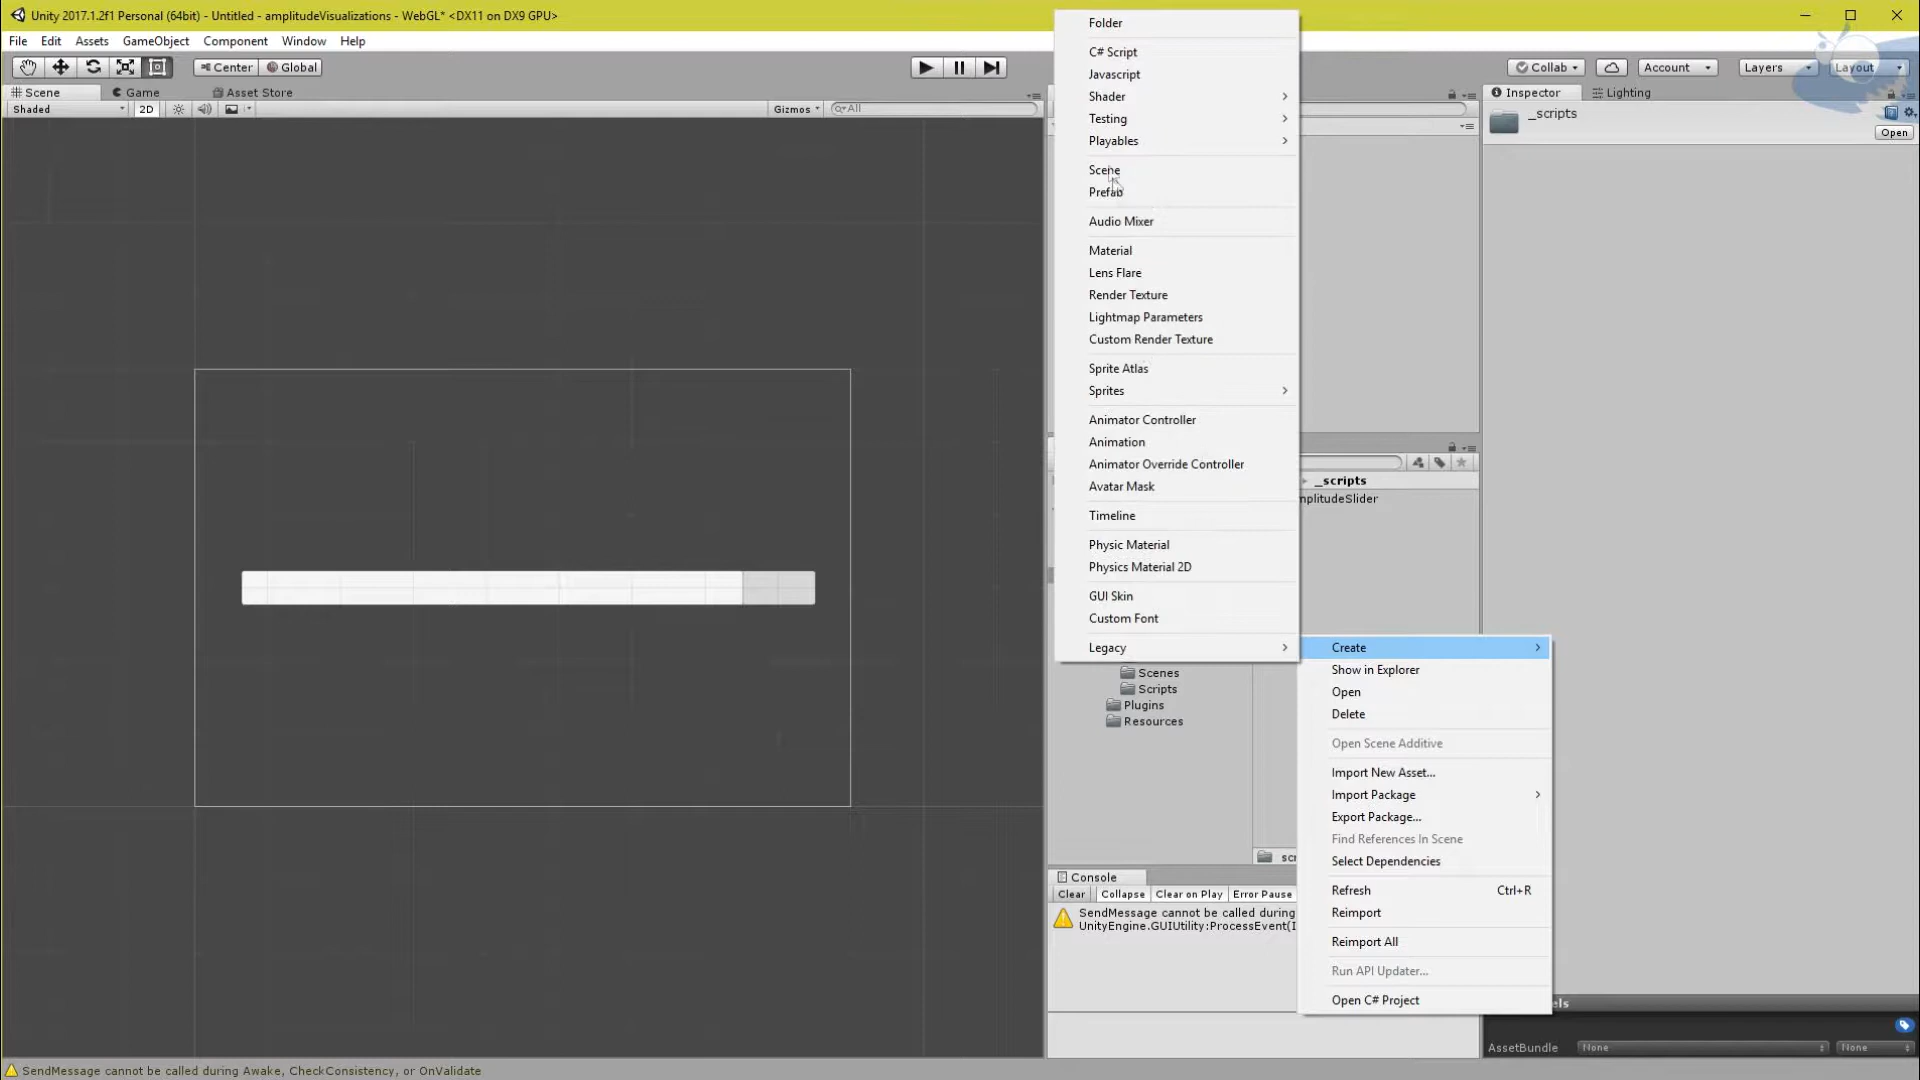 Unity 2017.1.2f1 Personal (64bit) - Untitled - amplitudeVisualizations - WebGL* <DX11 on DX9 GPU>
File Edit Assets GameObject Component Window Help
Center Global
Collab Account Layers Layout
Scene Game Asset Store
Shaded 2D Gizmos All
Inspector Lighting
_scripts
Open
Folder
C# Script
Javascript
Shader
Testing
Playables
Scene
Prefab
Audio Mixer
Material
Lens Flare
Render Texture
Lightmap Parameters
Custom Render Texture
Sprite Atlas
Sprites
Animator Controller
Animation
Animator Override Controller
Avatar Mask
Timeline
Physic Material
Physics Material 2D
GUI Skin
Custom Font
Legacy
_scripts
mplitudeSlider
Create
Show in Explorer
Open
Delete
Open Scene Additive
Import New Asset...
Import Package
Export Package...
Find References In Scene
Select Dependencies
Refresh Ctrl+R
Reimport
Reimport All
Run API Updater...
Open C# Project
Scenes
Scripts
Plugins
Resources
scr
Console
Clear Collapse Clear on Play Error Pause
SendMessage cannot be called during
UnityEngine.GUIUtility:ProcessEvent(I
els
AssetBundle None None
SendMessage cannot be called during Awake, CheckConsistency, or OnValidate